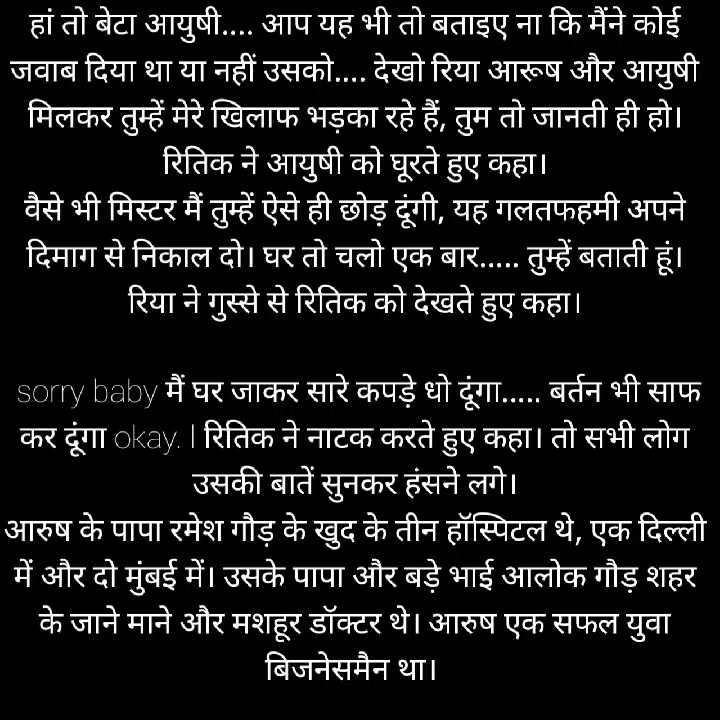 हां तो बेटा आयुषी.... आप यह भी तो बताइए ना कि मैंने कोई
जवाब दिया था या नहीं उसको.... देखो रिया आरूष और आयुषी
मिलकर तुम्हें मेरे खिलाफ भड़का रहे हैं, तुम तो जानती ही हो।
रितिक ने आयुषी को घूरते हुए कहा।
वैसे भी मिस्टर मैं तुम्हें ऐसे ही छोड़ दूंगी, यह गलतफहमी अपने
दिमाग से निकाल दो। घर तो चलो एक बार..... तुम्हें बताती हूं।
रिया ने गुस्से से रितिक को देखते हुए कहा।
sorry baby मैं घर जाकर सारे कपड़े धो दूंगा..... बर्तन भी साफ
कर दूंगा okay. | रितिक ने नाटक करते हुए कहा। तो सभी लोग
उसकी बातें सुनकर हंसने लगे।
आरुष के पापा रमेश गौड़ के खुद के तीन हॉस्पिटल थे, एक दिल्ली
में और दो मुंबई में। उसके पापा और बड़े भाई आलोक गौड़ शहर
के जाने माने और मशहूर डॉक्टर थे। आरुष एक सफल युवा
बिजनेसमैन था।